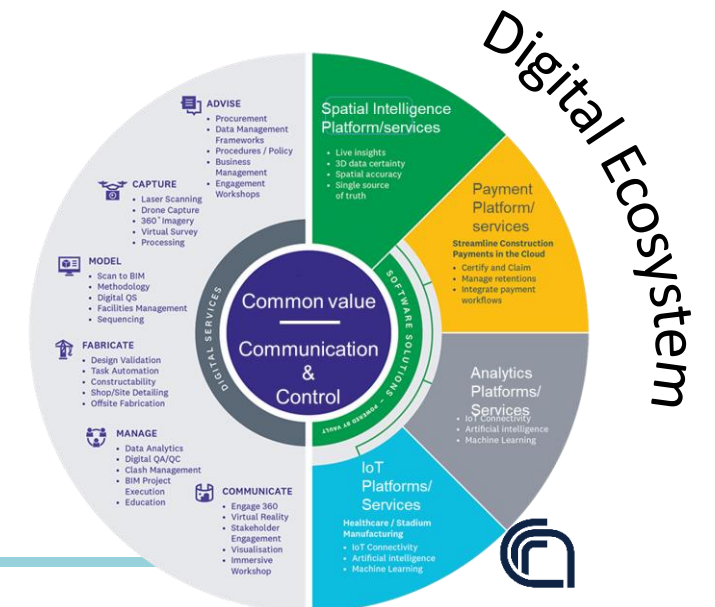 Digital Ecosystem
ADVISE
• Procurement
• Data Management
Frameworks
• Procedures / Policy
• Business
Management
• Engagement
Workshops
CAPTURE
• Laser Scanning
• Drone Capture
• 360° Imagery
• Virtual Survey
• Processing
MODEL
• Scan to BIM
• Methodology
• Digital QS
• Facilities Management
• Sequencing
FABRICATE
• Design Validation
• Task Automation
• Constructability
• Shop/Site Detailing
• Offsite Fabrication
MANAGE
• Data Analytics
• Digital QA/QC
• Clash Management
• BIM Project
Execution
• Education
COMMUNICATE
• Engage 360
• Virtual Reality
• Stakeholder
Engagement
• Visualisation
• Immersive
Workshop
DIGITAL SERVICES
Common value
Communication
&
Control
SOFTWARE SOLUTIONS – POWERED BY VAULT
Spatial Intelligence
Platform/services
• Live insights
• 3D data certainty
• Spatial accuracy
• Single source
of truth
Payment
Platform/
services
Streamline Construction
Payments in the Cloud
• Certify and Claim
• Manage retentions
• Integrate payment
workflows
Analytics
Platforms/
Services
• IoT Connectivity
• Artificial intelligence
• Machine Learning
IoT
Platforms/
Services
Healthcare / Stadium
Manufacturing
• IoT Connectivity
• Artificial intelligence
• Machine Learning